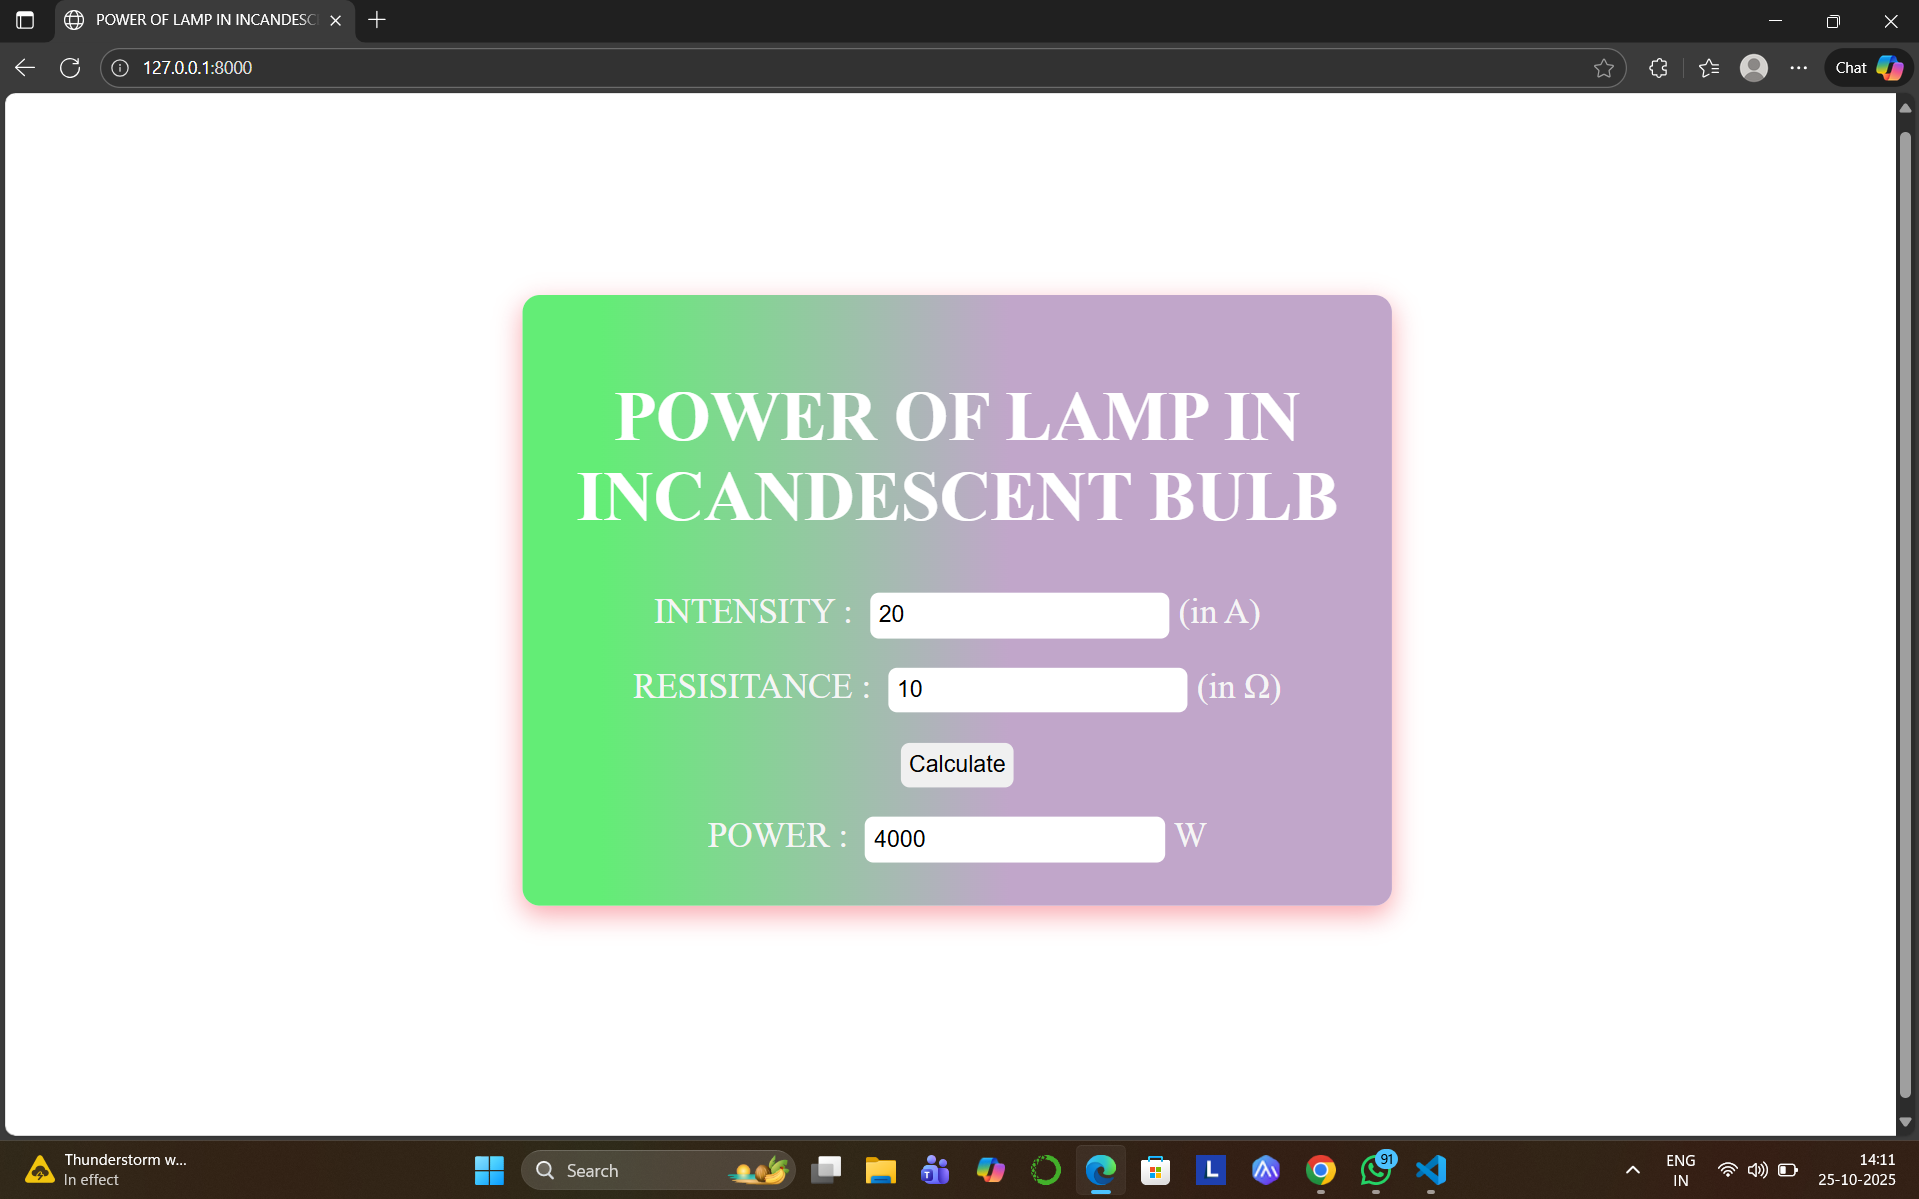 POWER OF LAMP IN INCANDESC
127.0.0.1:8000
Chat
POWER OF LAMP IN
INCANDESCENT BULB
INTENSITY : 20 (in A)
RESISITANCE : 10 (in Ω)
Calculate
POWER : 4000 W
Thunderstorm w...
In effect
Search
T
L
91
ENG
IN
14:11
25-10-2025